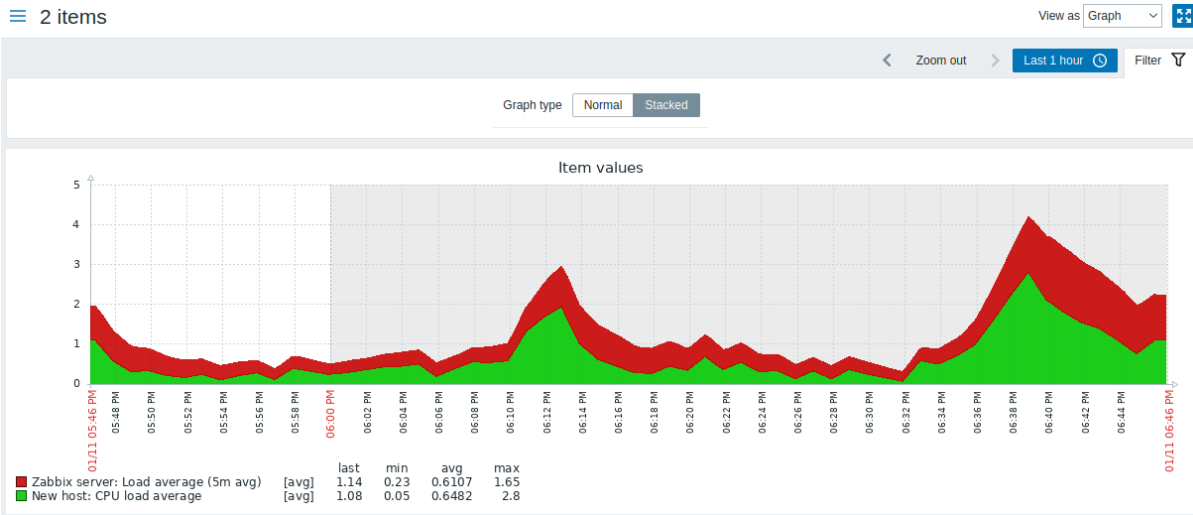 2 items
View as Graph
Zoom out
Last 1 hour
Filter
Graph type Normal Stacked
Item values
5
4
3
2
1
0
01/11 05:46 PM
05:48 PM
05:50 PM
05:52 PM
05:54 PM
05:56 PM
05:58 PM
06:00 PM
06:02 PM
06:04 PM
06:06 PM
06:08 PM
06:10 PM
06:12 PM
06:14 PM
06:16 PM
06:18 PM
06:20 PM
06:22 PM
06:24 PM
06:26 PM
06:28 PM
06:30 PM
06:32 PM
06:34 PM
06:36 PM
06:38 PM
06:40 PM
06:42 PM
06:44 PM
01/11 06:46 PM
last min avg max
Zabbix server: Load average (5m avg) [avg] 1.14 0.23 0.6107 1.65
New host: CPU load average [avg] 1.08 0.05 0.6482 2.8